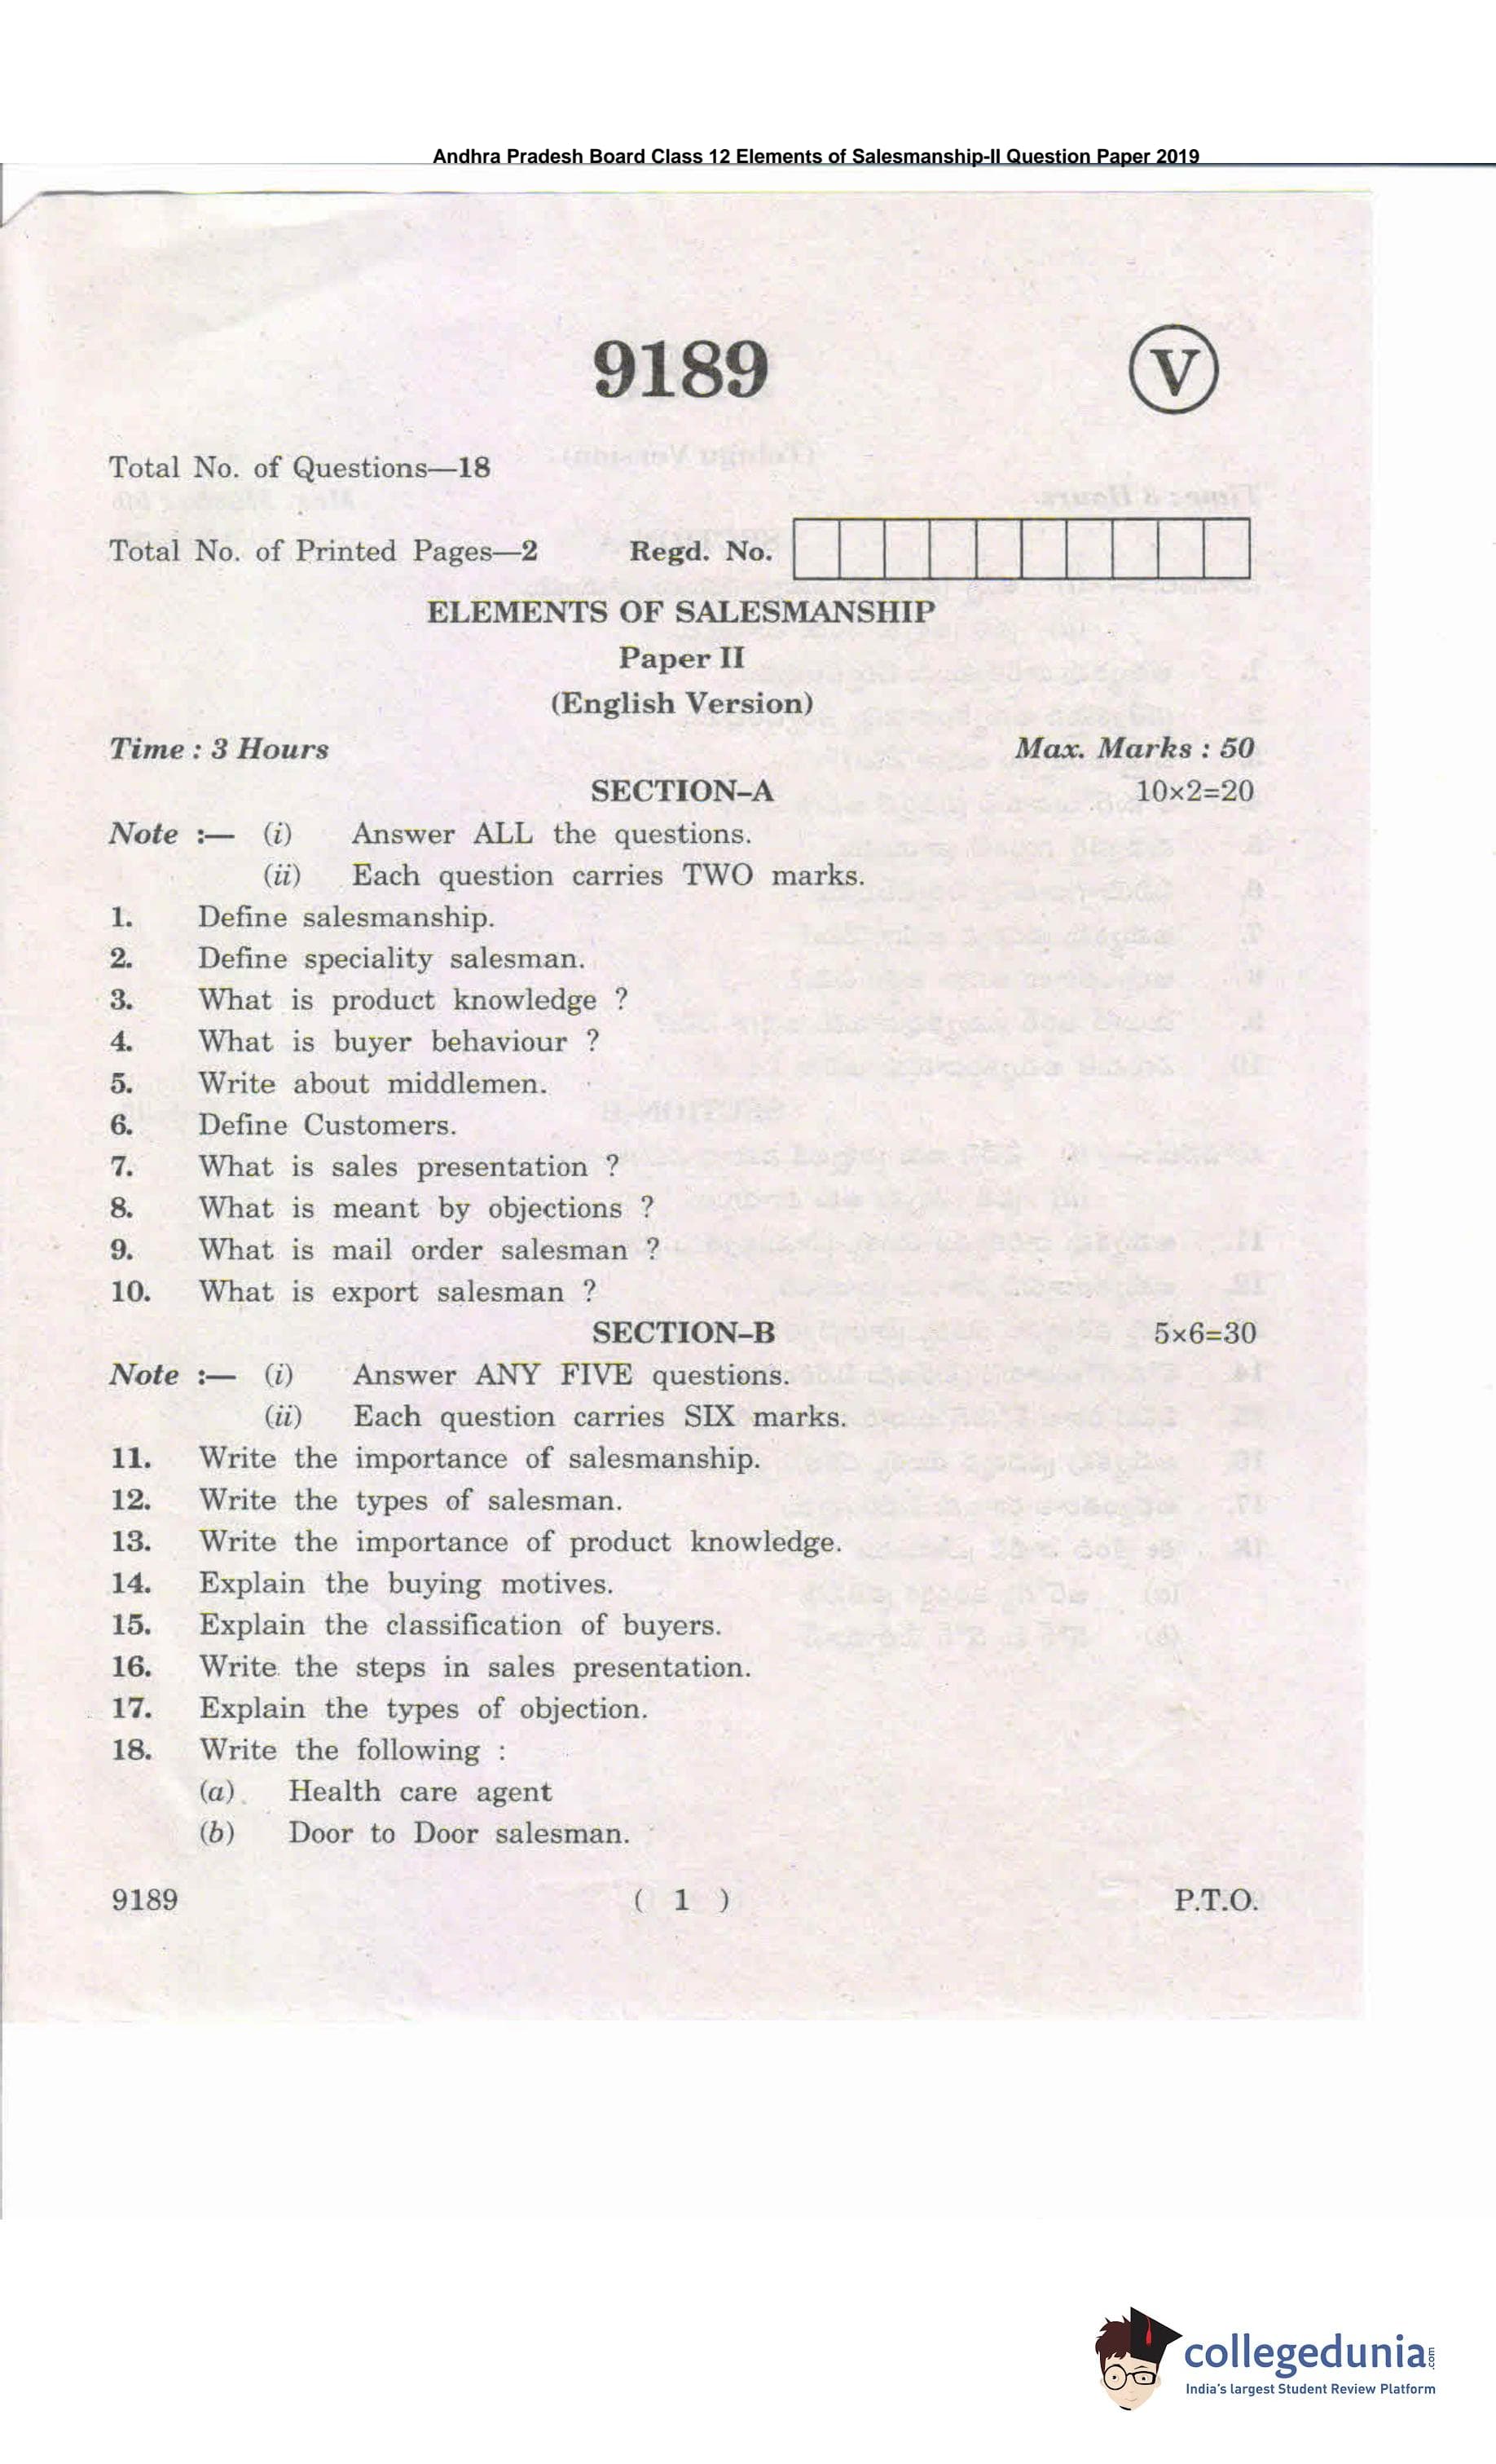 Andhra Pradesh Board Class 12 Elements of Salesmanship-II Question Paper 2019
9189
V
Total No. of Questions—18
Total No. of Printed Pages—2 Regd. No.
ELEMENTS OF SALESMANSHIP
Paper II
(English Version)
Time : 3 Hours Max. Marks : 50
SECTION–A 10×2=20
Note :— (i) Answer ALL the questions.
(ii) Each question carries TWO marks.
1. Define salesmanship.
2. Define speciality salesman.
3. What is product knowledge ?
4. What is buyer behaviour ?
5. Write about middlemen.
6. Define Customers.
7. What is sales presentation ?
8. What is meant by objections ?
9. What is mail order salesman ?
10. What is export salesman ?
SECTION–B 5×6=30
Note :— (i) Answer ANY FIVE questions.
(ii) Each question carries SIX marks.
11. Write the importance of salesmanship.
12. Write the types of salesman.
13. Write the importance of product knowledge.
14. Explain the buying motives.
15. Explain the classification of buyers.
16. Write the steps in sales presentation.
17. Explain the types of objection.
18. Write the following :
(a) Health care agent
(b) Door to Door salesman.
9189 ( 1 ) P.T.O.
collegedunia.com
India's largest Student Review Platform